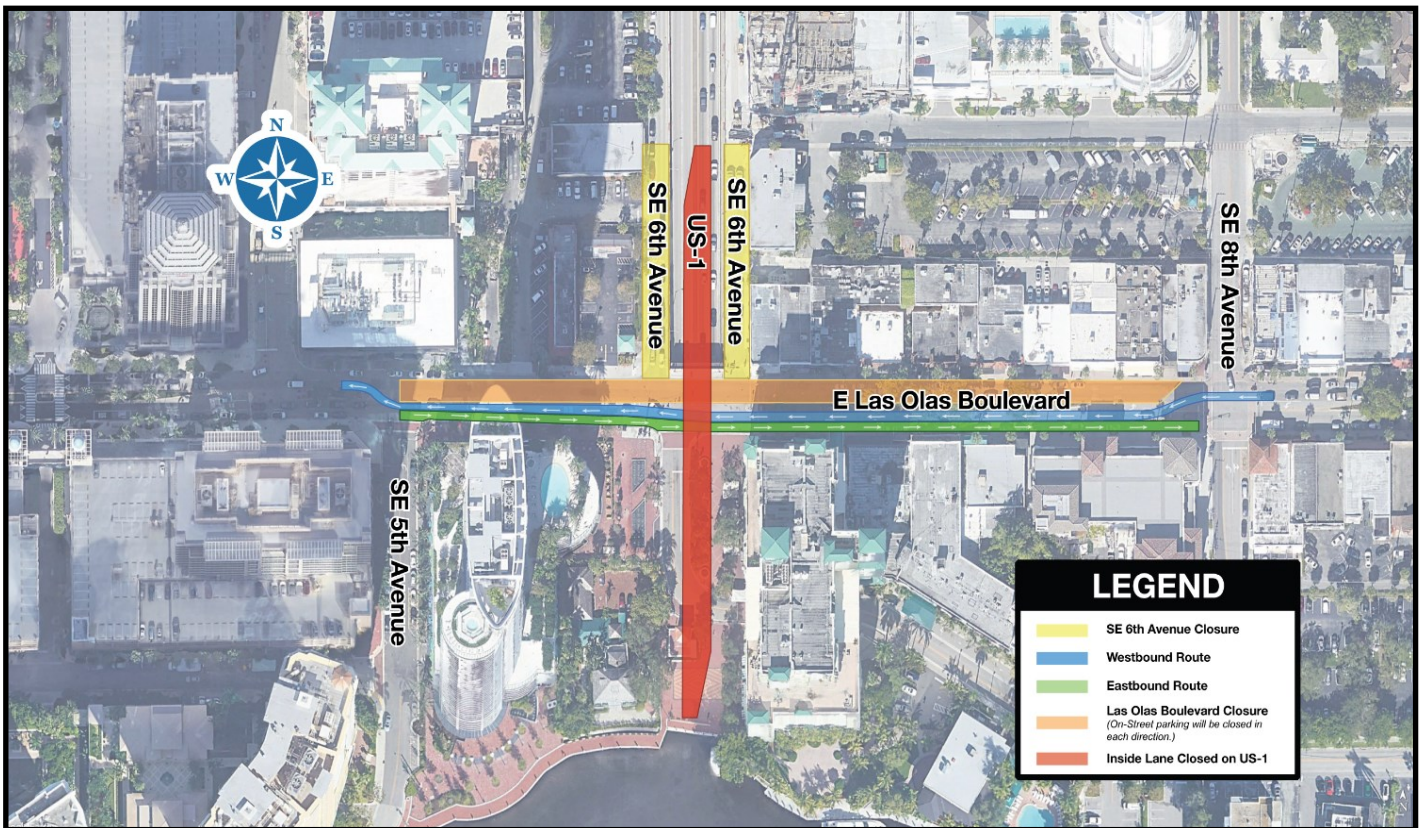 N
W E
S
SE 6th Avenue
US-1
SE 6th Avenue
SE 8th Avenue
E Las Olas Boulevard
SE 5th Avenue
LEGEND
SE 6th Avenue Closure
Westbound Route
Eastbound Route
Las Olas Boulevard Closure
(On-Street parking will be closed in
each direction.)
Inside Lane Closed on US-1